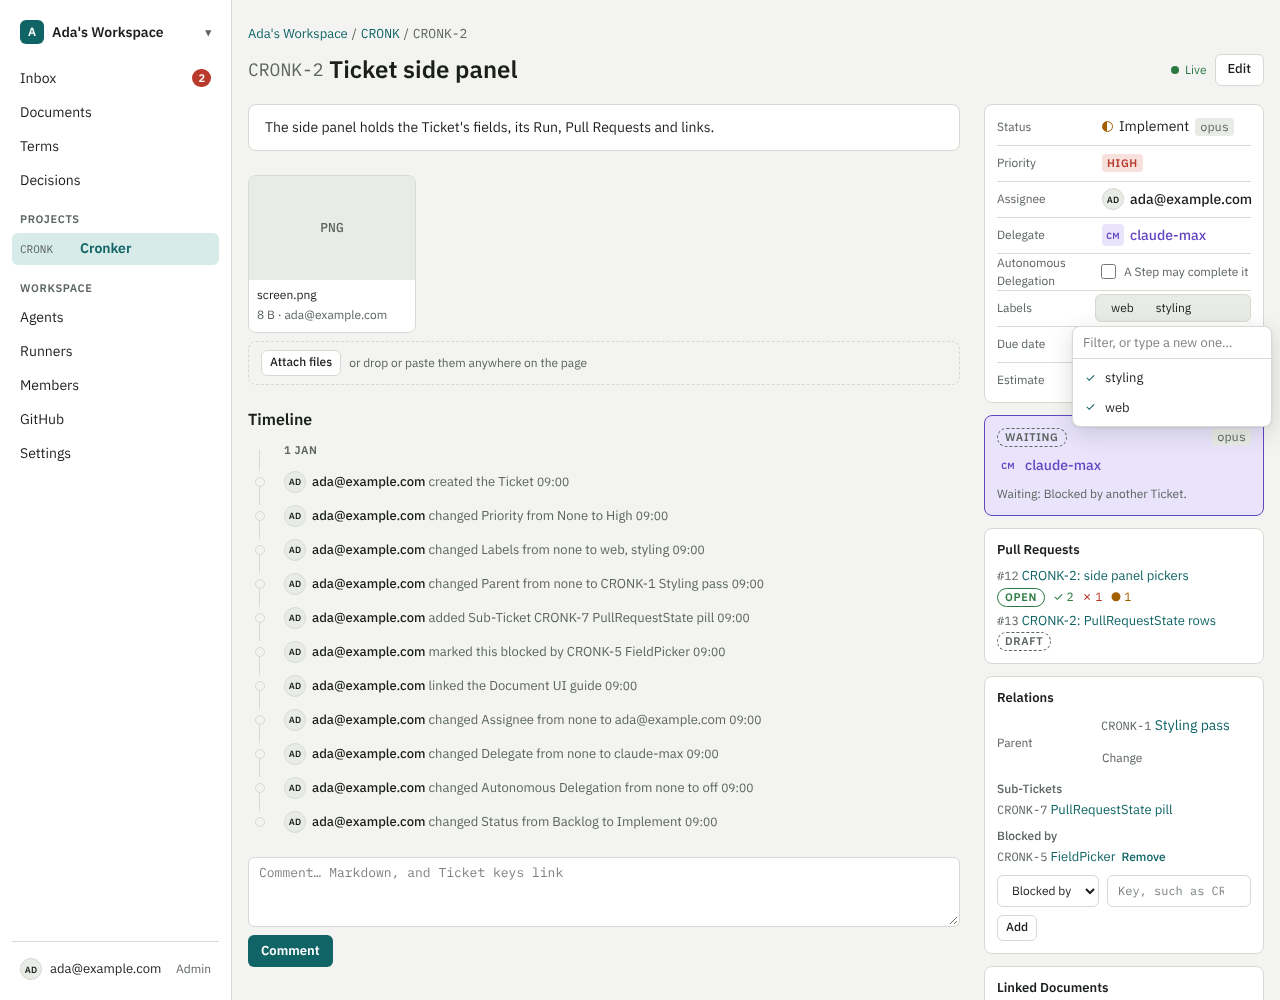 A Ada's Workspace ▾
Inbox 2
Documents
Terms
Decisions
PROJECTS
CRONK Cronker
WORKSPACE
Agents
Runners
Members
GitHub
Settings
AD ada@example.com Admin
Ada's Workspace / CRONK / CRONK-2
CRONK-2 Ticket side panel
Live Edit
The side panel holds the Ticket's fields, its Run, Pull Requests and links.
PNG
screen.png
8 B · ada@example.com
Attach files or drop or paste them anywhere on the page
Timeline
1 JAN
AD ada@example.com created the Ticket 09:00
AD ada@example.com changed Priority from None to High 09:00
AD ada@example.com changed Labels from none to web, styling 09:00
AD ada@example.com changed Parent from none to CRONK-1 Styling pass 09:00
AD ada@example.com added Sub-Ticket CRONK-7 PullRequestState pill 09:00
AD ada@example.com marked this blocked by CRONK-5 FieldPicker 09:00
AD ada@example.com linked the Document UI guide 09:00
AD ada@example.com changed Assignee from none to ada@example.com 09:00
AD ada@example.com changed Delegate from none to claude-max 09:00
AD ada@example.com changed Autonomous Delegation from none to off 09:00
AD ada@example.com changed Status from Backlog to Implement 09:00
Comment… Markdown, and Ticket keys link
Comment
Status Implement opus
Priority HIGH
Assignee AD ada@example.com
Delegate CM claude-max
Autonomous Delegation A Step may complete it
Labels web styling
Due date
Estimate
Filter, or type a new one…
✓ styling
✓ web
WAITING opus
CM claude-max
Waiting: Blocked by another Ticket.
Pull Requests
#12 CRONK-2: side panel pickers
OPEN ✓ 2 × 1 ● 1
#13 CRONK-2: PullRequestState rows
DRAFT
Relations
Parent CRONK-1 Styling pass
Change
Sub-Tickets
CRONK-7 PullRequestState pill
Blocked by
CRONK-5 FieldPicker Remove
Blocked by Key, such as CR
Add
Linked Documents